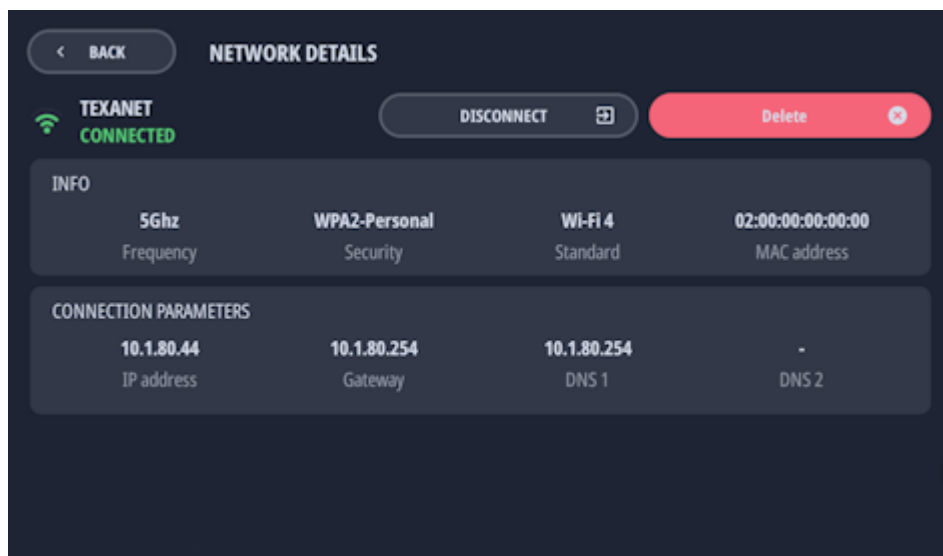 BACK
NETWORK DETAILS
TEXANET
CONNECTED
DISCONNECT
Delete
INFO
5Ghz WPA2-Personal Wi-Fi 4 02:00:00:00:00:00
Frequency Security Standard MAC address
CONNECTION PARAMETERS
10.1.80.44 10.1.80.254 10.1.80.254 -
IP address Gateway DNS 1 DNS 2